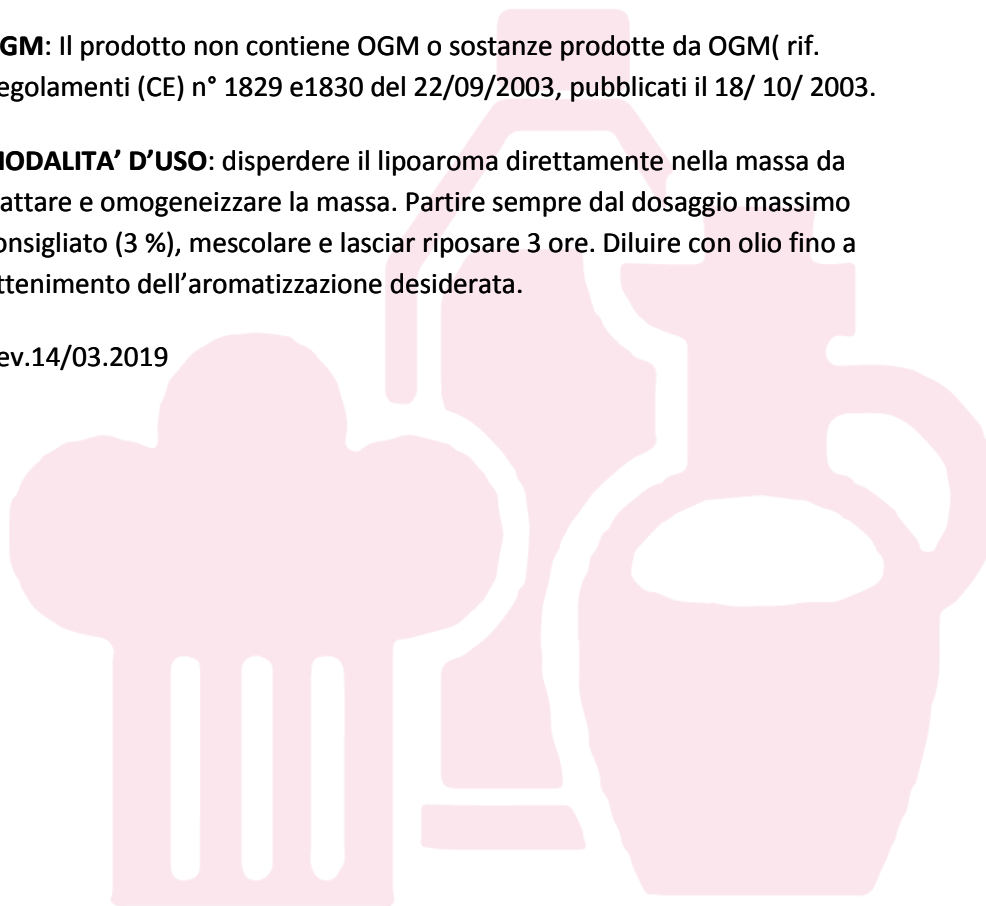 GM: Il prodotto non contiene OGM o sostanze prodotte da OGM( rif.
egolamenti (CE) n° 1829 e1830 del 22/09/2003, pubblicati il 18/ 10/ 2003.
MODALITA’ D’USO: disperdere il lipoaroma direttamente nella massa da
attare e omogeneizzare la massa. Partire sempre dal dosaggio massimo
onsigliato (3 %), mescolare e lasciar riposare 3 ore. Diluire con olio fino a
ttenimento dell’aromatizzazione desiderata.
ev.14/03.2019